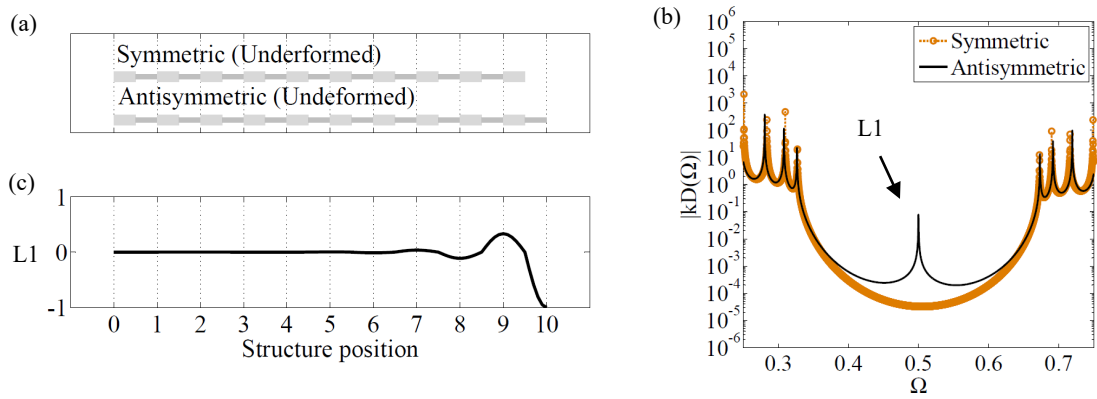 (a)
Symmetric (Underformed)
Antisymmetric (Undeformed)
(c)
1
L1 0
-1
0 1 2 3 4 5 6 7 8 9 10
Structure position
(b)
10^6
10^5
10^4
10^3
10^2
10^1
10^0
10^-1
10^-2
10^-3
10^-4
10^-5
10^-6
|kD(Ω)|
Symmetric
Antisymmetric
L1
0.3 0.4 0.5 0.6 0.7
Ω